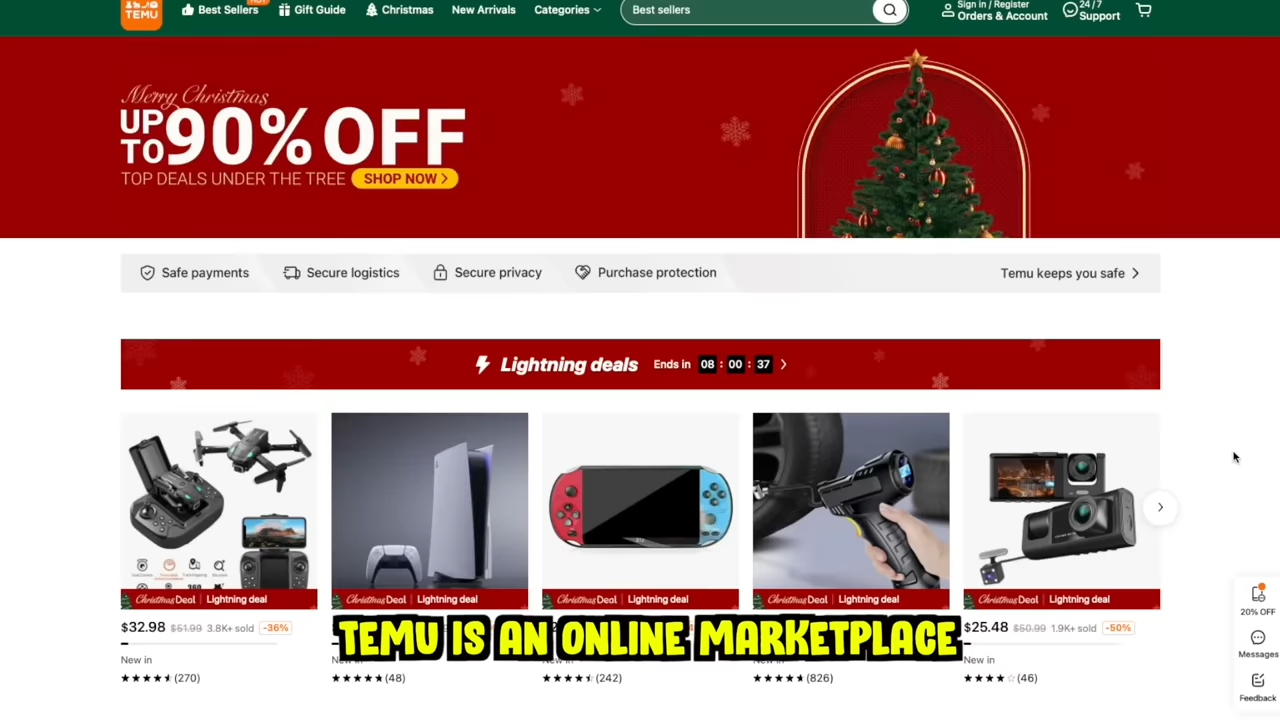 TEMU
Best Sellers
HOT
Gift Guide
Christmas
New Arrivals
Categories
Best sellers
Sign in / Register
Orders & Account
24 / 7
Support
Merry Christmas
UP TO 90% OFF
TOP DEALS UNDER THE TREE
SHOP NOW >
Safe payments
Secure logistics
Secure privacy
Purchase protection
Temu keeps you safe >
Lightning deals
Ends in 08 : 00 : 37
Christmas Deal | Lightning deal
Christmas Deal | Lightning deal
Christmas Deal | Lightning deal
Christmas Deal | Lightning deal
Christmas Deal | Lightning deal
$32.98 $51.99 3.8K+ sold -36%
$25.48 $50.99 1.9K+ sold -50%
TEMU IS AN ONLINE MARKETPLACE
New in
New in
(270)
(48)
(242)
(826)
(46)
20% OFF
Messages
Feedback